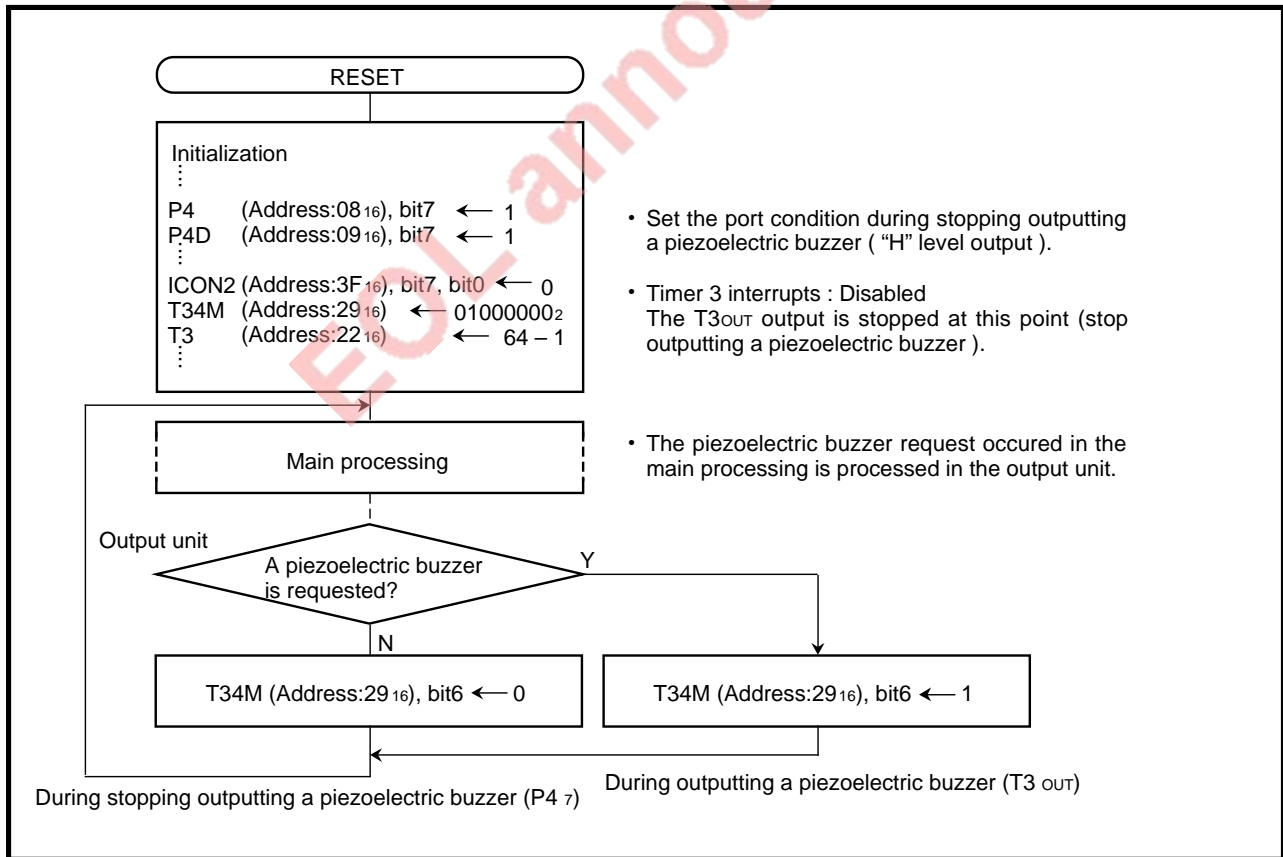 EOL annou
RESET
Initialization
⋮
P4 (Address:0816), bit7 ← 1
P4D (Address:0916), bit7 ← 1
⋮
ICON2 (Address:3F16), bit7, bit0 ← 0
T34M (Address:2916) ← 010000002
T3 (Address:2216) ← 64 – 1
⋮
• Set the port condition during stopping outputting
a piezoelectric buzzer ( “H” level output ).
• Timer 3 interrupts : Disabled
The T3OUT output is stopped at this point (stop
outputting a piezoelectric buzzer ).
Main processing
• The piezoelectric buzzer request occured in the
main processing is processed in the output unit.
Output unit
A piezoelectric buzzer
is requested?
Y
N
T34M (Address:2916), bit6 ← 0
T34M (Address:2916), bit6 ← 1
During stopping outputting a piezoelectric buzzer (P4 7)
During outputting a piezoelectric buzzer (T3 OUT)